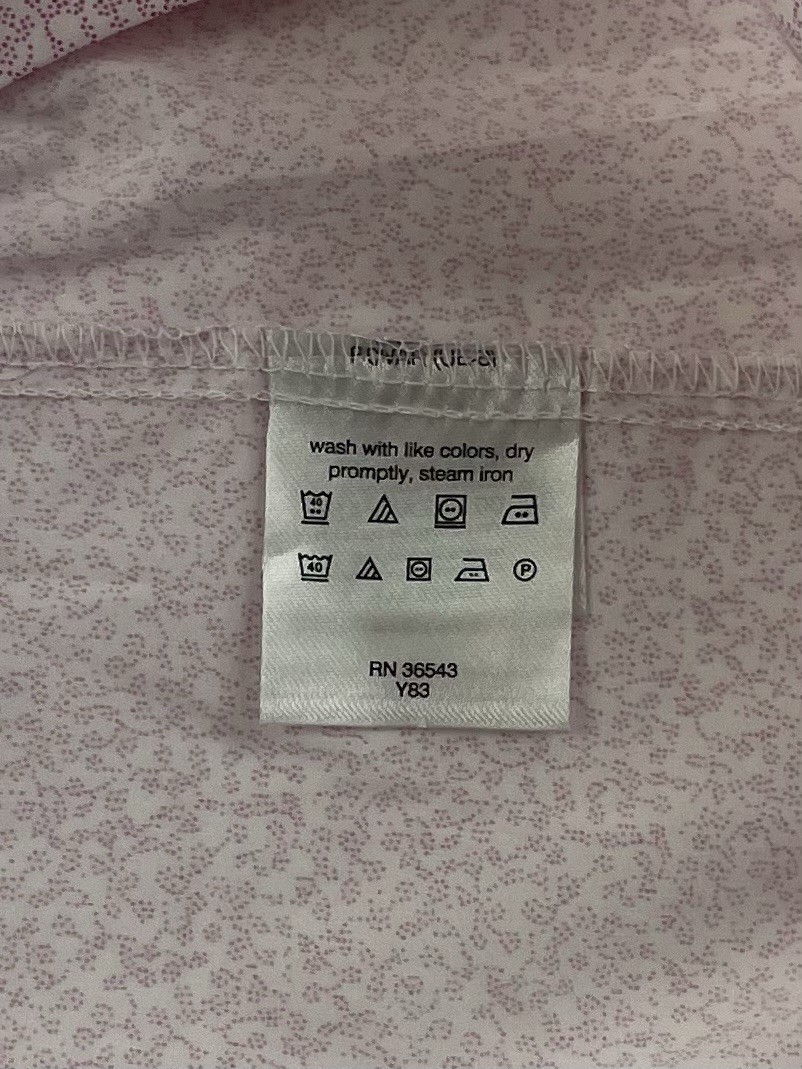 wash with like colors, dry
promptly, steam iron
40
40 P
RN 36543
Y83